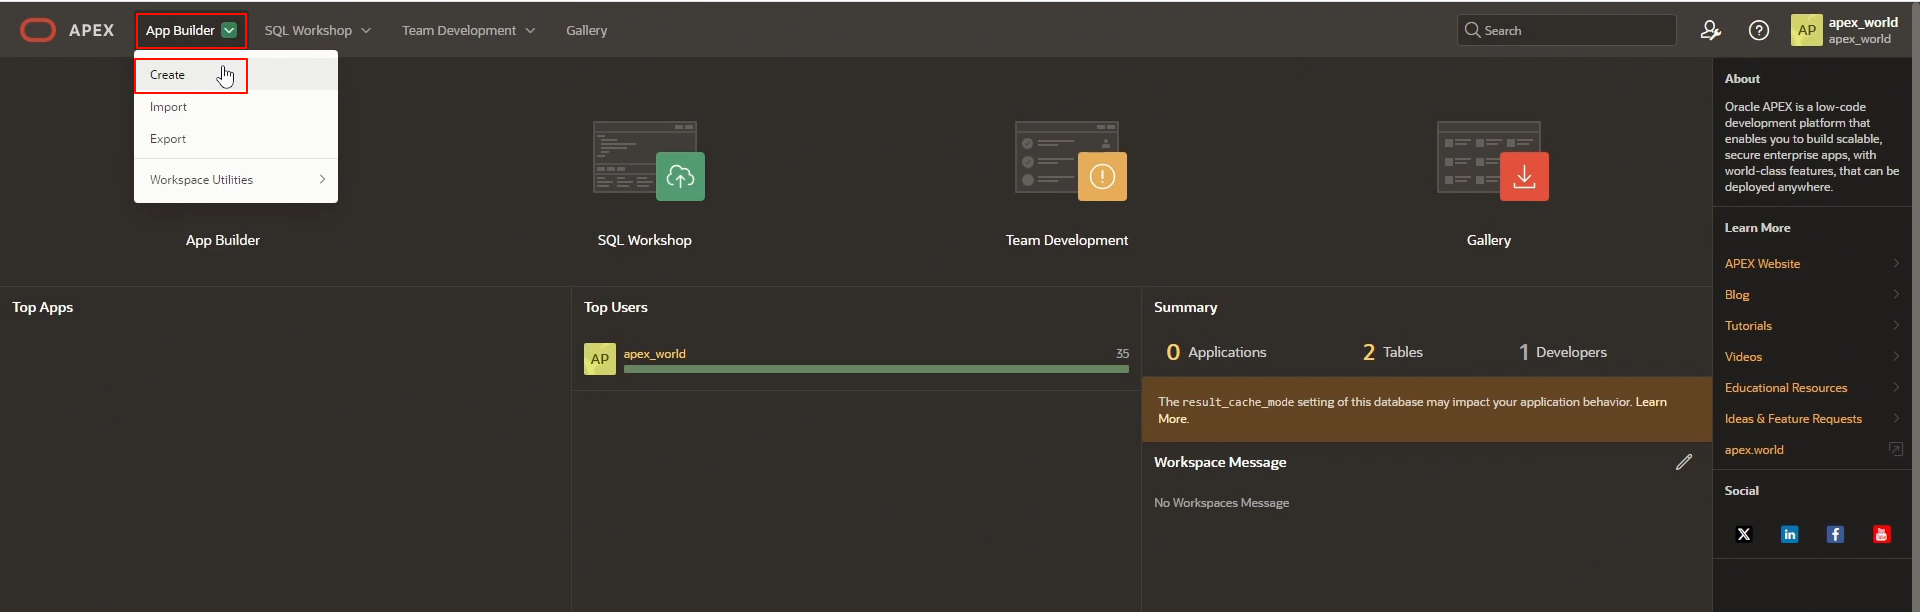 APEX
App Builder
SQL Workshop
Team Development
Gallery
Search
AP
apex_world
apex_world
Create
Import
Export
Workspace Utilities
App Builder
SQL Workshop
Team Development
Gallery
Top Apps
Top Users
AP
apex_world
35
Summary
0 Applications
2 Tables
1 Developers
The result_cache_mode setting of this database may impact your application behavior. Learn
More.
Workspace Message
No Workspaces Message
About
Oracle APEX is a low-code
development platform that
enables you to build scalable,
secure enterprise apps, with
world-class features, that can be
deployed anywhere.
Learn More
APEX Website
Blog
Tutorials
Videos
Educational Resources
Ideas & Feature Requests
apex.world
Social